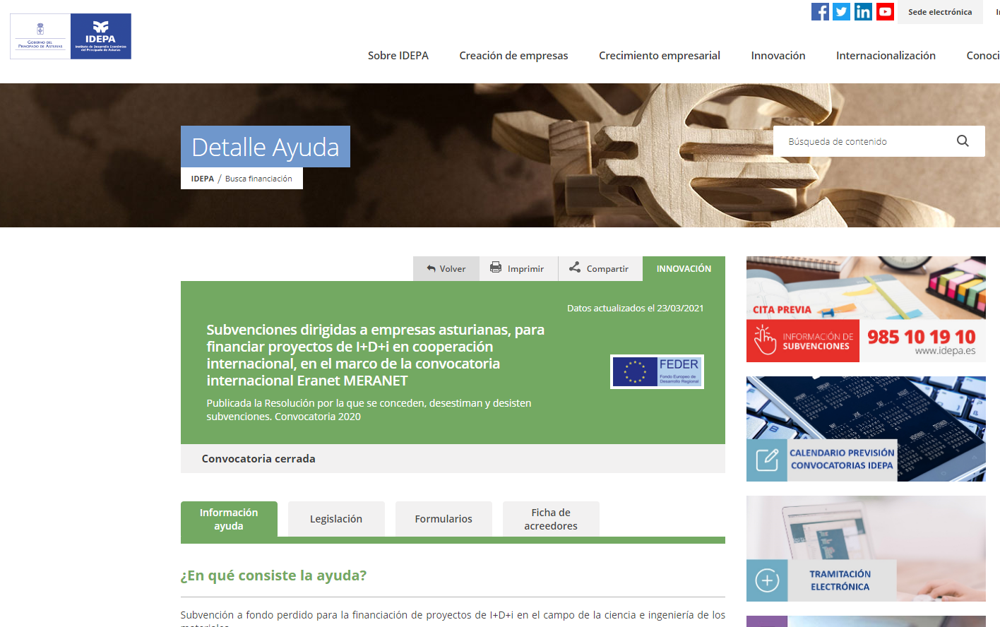 Sede electrónica
GOBIERNO DEL
PRINCIPADO DE ASTURIAS
IDEPA
Instituto de Desarrollo Económico
del Principado de Asturias
Sobre IDEPA
Creación de empresas
Crecimiento empresarial
Innovación
Internacionalización
Conoci
Detalle Ayuda
IDEPA / Busca financiación
Búsqueda de contenido
Volver
Imprimir
Compartir
INNOVACIÓN
Datos actualizados el 23/03/2021
Subvenciones dirigidas a empresas asturianas, para
financiar proyectos de I+D+i en cooperación
internacional, en el marco de la convocatoria
internacional Eranet MERANET
FEDER
Fondo Europeo de
Desarrollo Regional
Publicada la Resolución por la que se conceden, desestiman y desisten
subvenciones. Convocatoria 2020
Convocatoria cerrada
Información
ayuda
Legislación
Formularios
Ficha de
acreedores
¿En qué consiste la ayuda?
Subvención a fondo perdido para la financiación de proyectos de I+D+i en el campo de la ciencia e ingeniería de los
materiales
CITA PREVIA
INFORMACIÓN DE
SUBVENCIONES
985 10 19 10
www.idepa.es
CALENDARIO PREVISIÓN
CONVOCATORIAS IDEPA
TRAMITACIÓN
ELECTRÓNICA